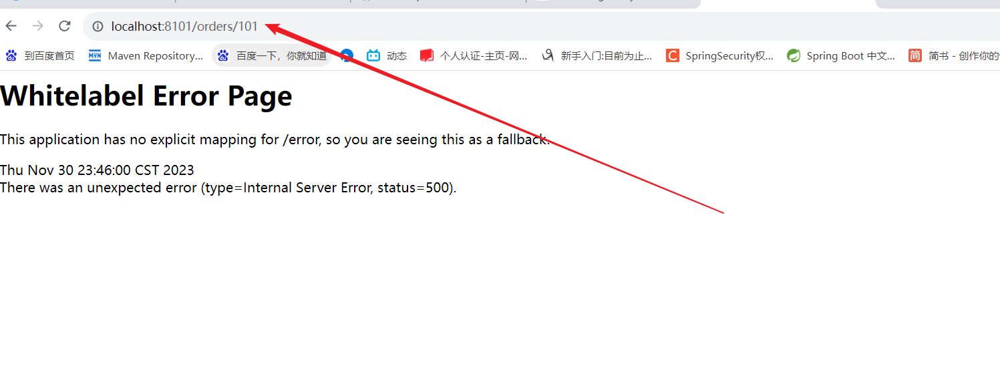 localhost:8101/orders/101
到百度首页 Maven Repository... 百度一下，你就知道 动态 个人认证-主页-网... 新手入门:目前为止... C SpringSecurity权... Spring Boot 中文... 简 简书 - 创作你的
Whitelabel Error Page
This application has no explicit mapping for /error, so you are seeing this as a fallback.
Thu Nov 30 23:46:00 CST 2023
There was an unexpected error (type=Internal Server Error, status=500).